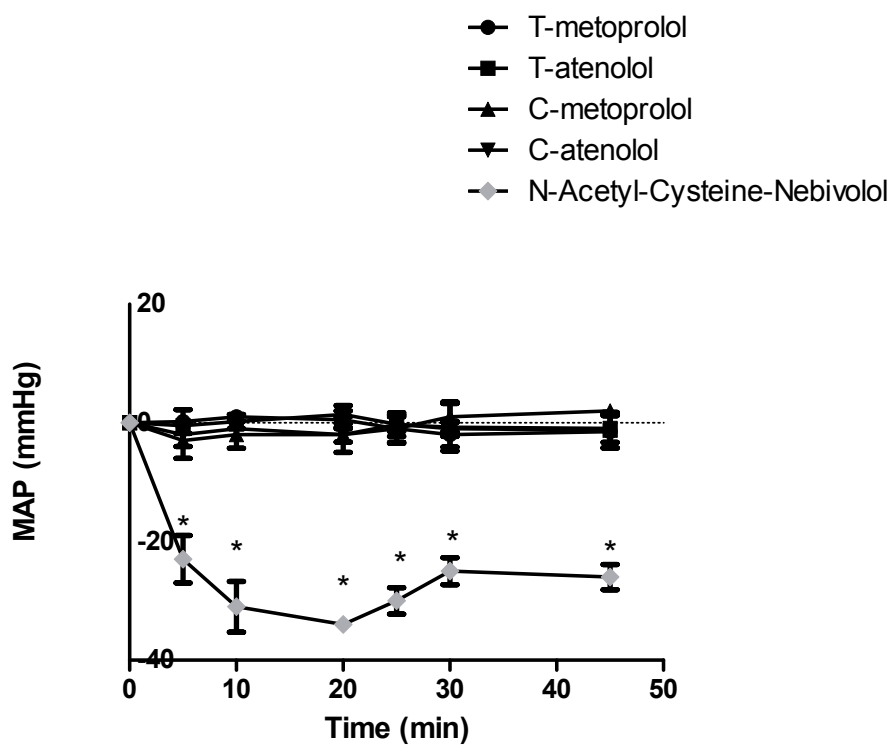 T-metoprolol
T-atenolol
C-metoprolol
C-atenolol
N-Acetyl-Cysteine-Nebivolol
20
0
-20
-40
MAP (mmHg)
* * * * * *
0 10 20 30 40 50
Time (min)